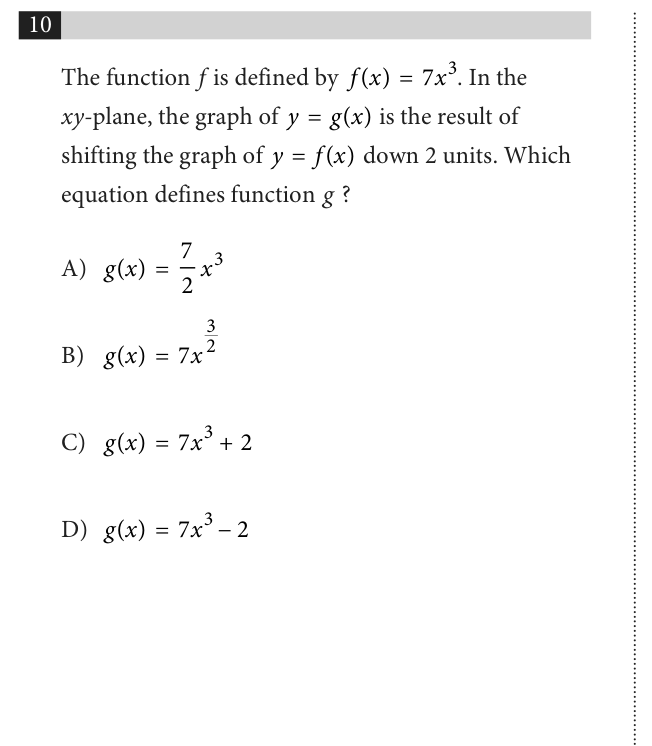 10
The function f is defined by f(x) = 7x³. In the
xy-plane, the graph of y = g(x) is the result of
shifting the graph of y = f(x) down 2 units. Which
equation defines function g ?
A) g(x) = 7/2 x³
B) g(x) = 7x^(3/2)
C) g(x) = 7x³ + 2
D) g(x) = 7x³ – 2